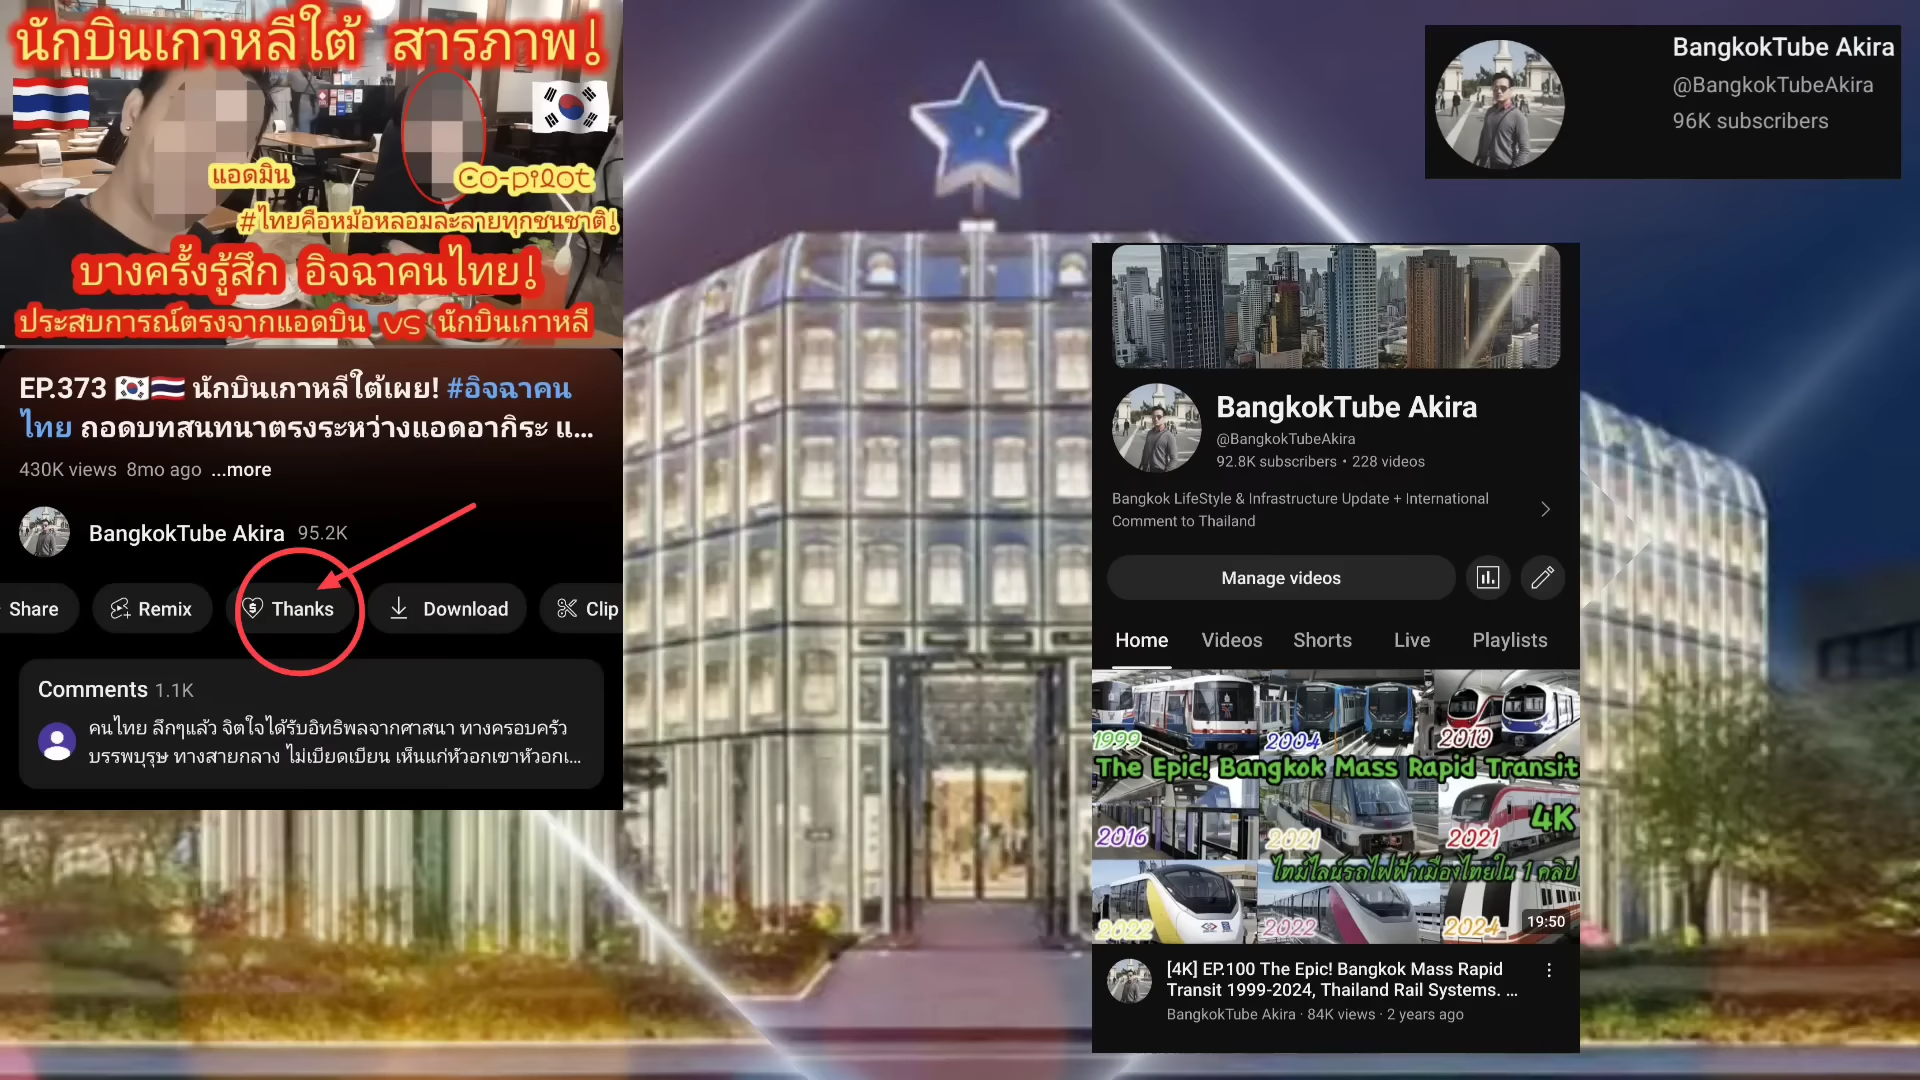 นักบินเกาหลีใต้ สารภาพ!
แอดมิน
Co-pilot
#ไทยคือหม้อหลอมละลายทุกชนชาติ!
บางครั้งรู้สึก อิจฉาคนไทย!
ประสบการณ์ตรงจากแอดบิน VS นักบินเกาหลี
EP.373 🇰🇷🇹🇭 นักบินเกาหลีใต้เผย! #อิจฉาคน
ไทย ถอดบทสนทนาตรงระหว่างแอดอากิระ แ...
430K views 8mo ago ...more
BangkokTube Akira 95.2K
Share
Remix
Thanks
Download
Clip
Comments 1.1K
คนไทย ลึกๆแล้ว จิตใจได้รับอิทธิพลจากศาสนา ทางครอบครัว
บรรพบุรุษ ทางสายกลาง ไม่เบียดเบียน เห็นแก่หัวอกเขาหัวอกเ...
BangkokTube Akira
@BangkokTubeAkira
96K subscribers
BangkokTube Akira
@BangkokTubeAkira
92.8K subscribers • 228 videos
Bangkok LifeStyle & Infrastructure Update + International
Comment to Thailand
Manage videos
Home
Videos
Shorts
Live
Playlists
1999
2004
2010
The Epic! Bangkok Mass Rapid Transit
4K
2016
2021
2021
ไทม์ไลน์รถไฟฟ้าเมืองไทยใน 1 คลิป
2022
2022
2024
19:50
[4K] EP.100 The Epic! Bangkok Mass Rapid
Transit 1999-2024, Thailand Rail Systems. ...
BangkokTube Akira · 84K views · 2 years ago